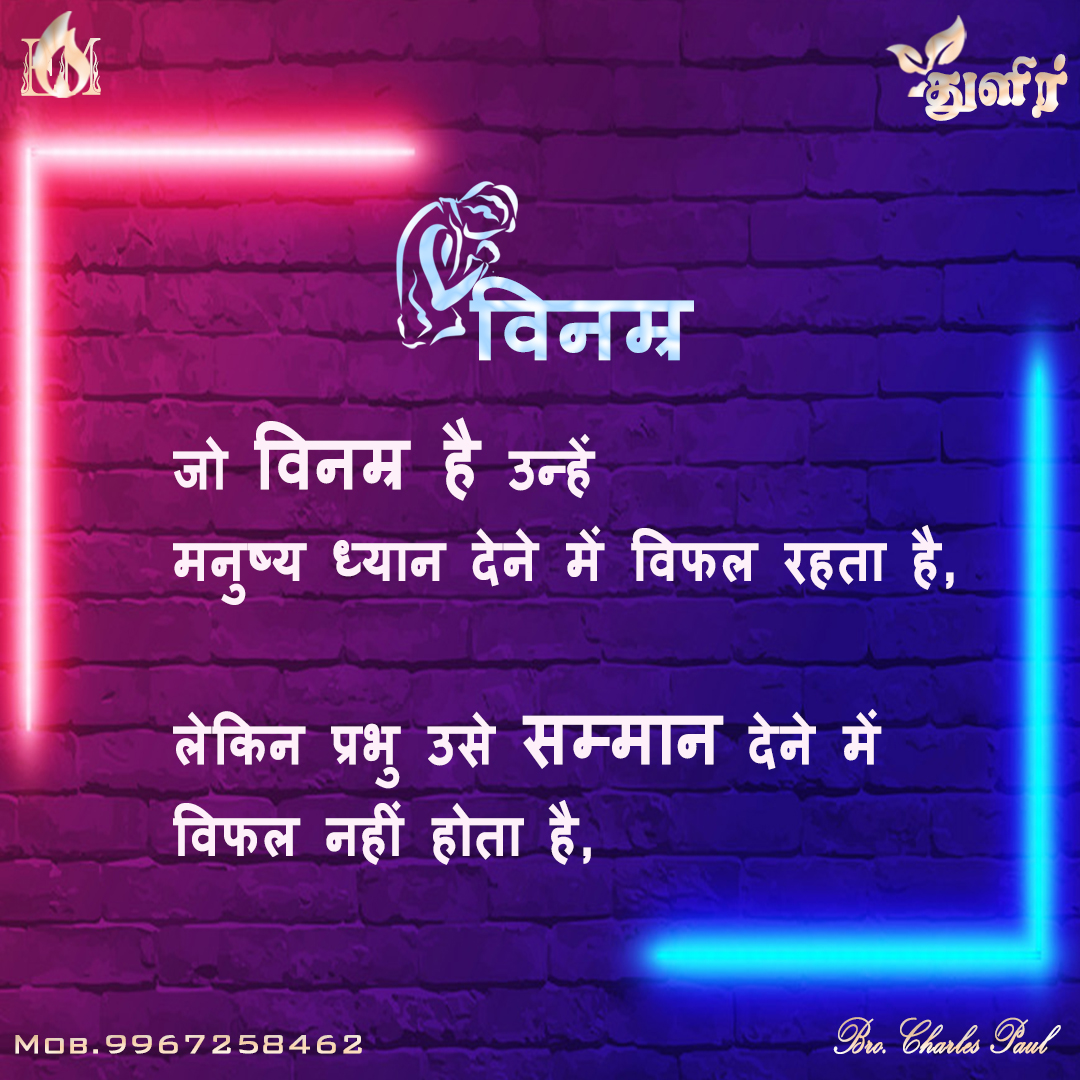 துளிர்
विनम्र
जो विनम्र है उन्हें
मनुष्य ध्यान देने में विफल रहता है,
लेकिन प्रभु उसे सम्मान देने में
विफल नहीं होता है,
MOB.9967258462
Bro. Charles Paul